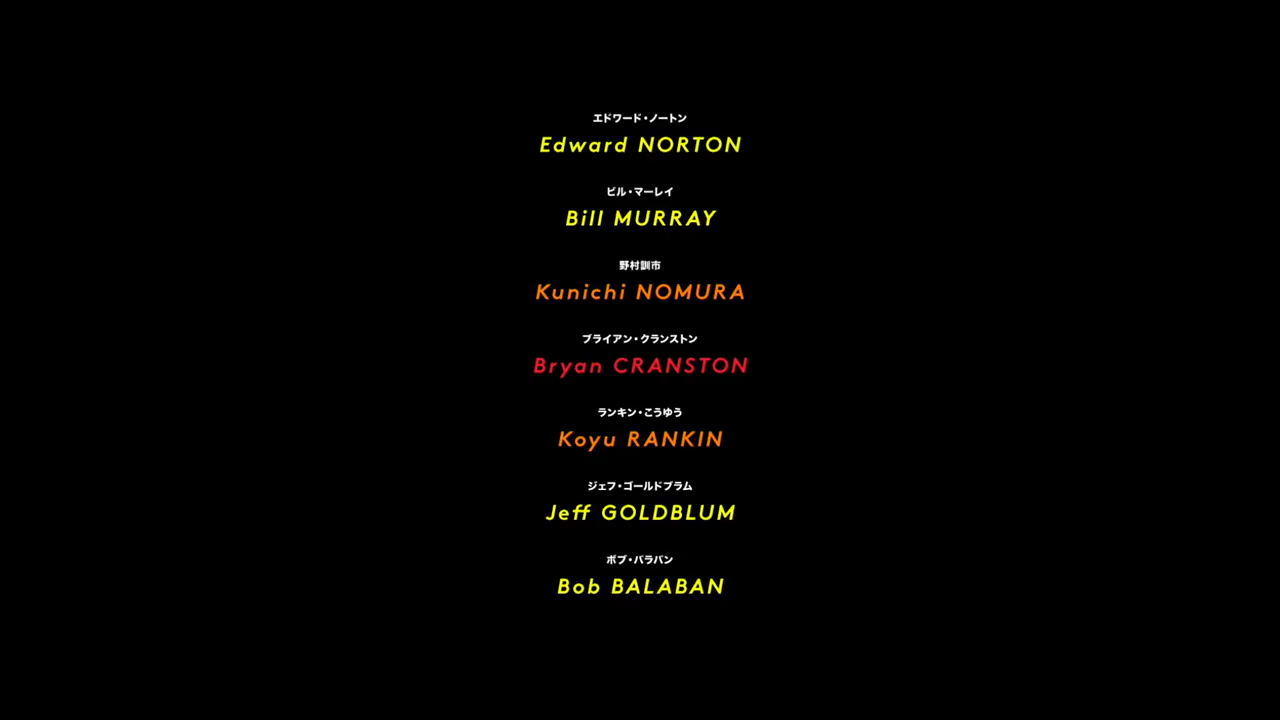 エドワード・ノートン
Edward NORTON
ビル・マーレイ
Bill MURRAY
野村訓市
Kunichi NOMURA
ブライアン・クランストン
Bryan CRANSTON
ランキン・こうゆう
Koyu RANKIN
ジェフ・ゴールドブラム
Jeff GOLDBLUM
ボブ・バラバン
Bob BALABAN